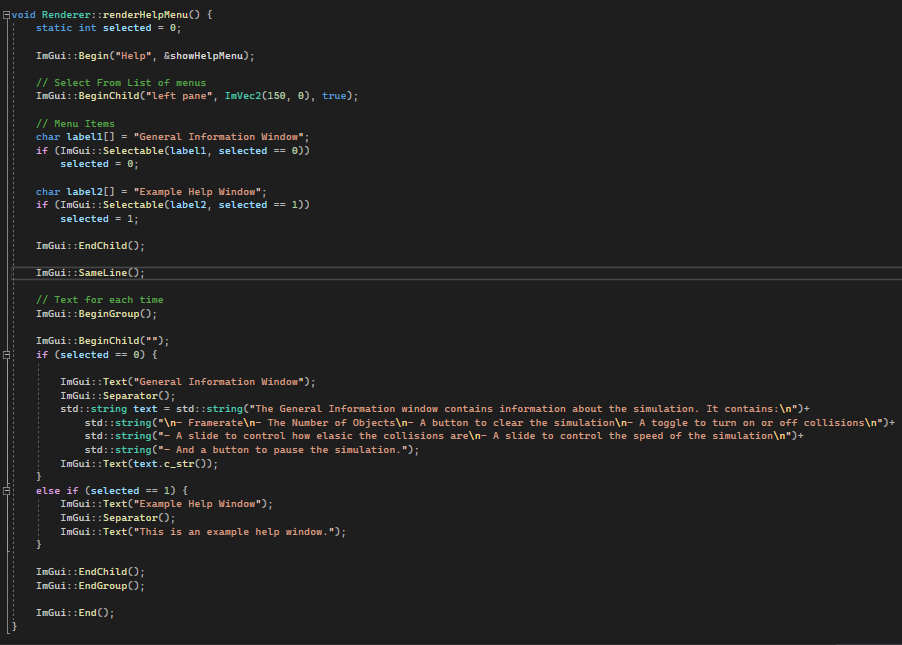 void Renderer::renderHelpMenu() {
    static int selected = 0;

    ImGui::Begin("Help", &showHelpMenu);

    // Select From List of menus
    ImGui::BeginChild("left pane", ImVec2(150, 0), true);

    // Menu Items
    char label1[] = "General Information Window";
    if (ImGui::Selectable(label1, selected == 0))
        selected = 0;

    char label2[] = "Example Help Window";
    if (ImGui::Selectable(label2, selected == 1))
        selected = 1;

    ImGui::EndChild();

    ImGui::SameLine();

    // Text for each time
    ImGui::BeginGroup();

    ImGui::BeginChild("");
    if (selected == 0) {

        ImGui::Text("General Information Window");
        ImGui::Separator();
        std::string text = std::string("The General Information window contains information about the simulation. It contains:\n")+
            std::string("\n- Framerate\n- The Number of Objects\n- A button to clear the simulation\n- A toggle to turn on or off collisions\n")+
            std::string("- A slide to control how elasic the collisions are\n- A slide to control the speed of the simulation\n")+
            std::string("- And a button to pause the simulation.");
        ImGui::Text(text.c_str());
    }
    else if (selected == 1) {
        ImGui::Text("Example Help Window");
        ImGui::Separator();
        ImGui::Text("This is an example help window.");
    }

    ImGui::EndChild();
    ImGui::EndGroup();

    ImGui::End();
}